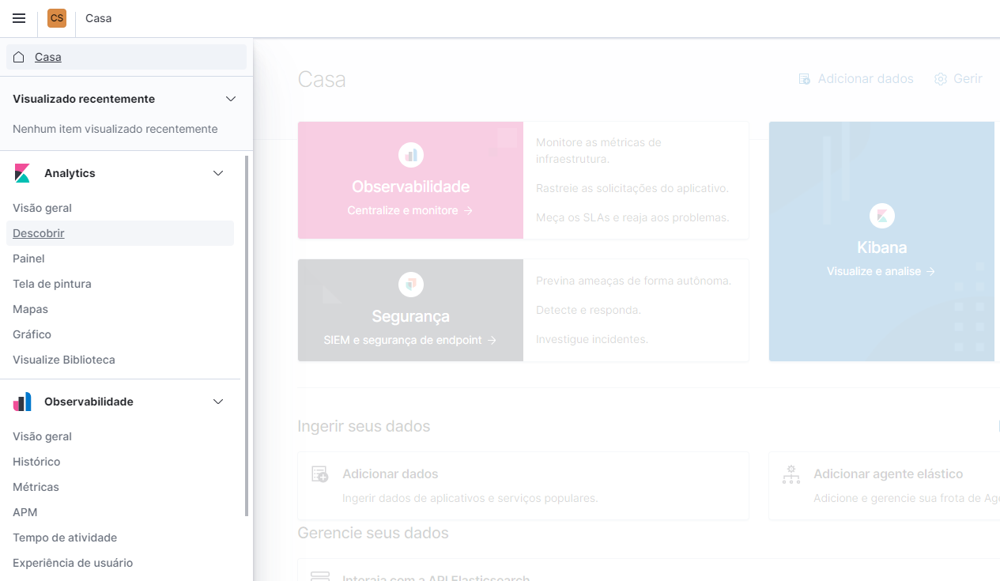 CS
Casa
Casa
Visualizado recentemente
Nenhum item visualizado recentemente
Analytics
Visão geral
Descobrir
Painel
Tela de pintura
Mapas
Gráfico
Visualize Biblioteca
Observabilidade
Visão geral
Histórico
Métricas
APM
Tempo de atividade
Experiência de usuário
Casa
Adicionar dados
Gerir
Observabilidade
Centralize e monitore →
Monitore as métricas de
infraestrutura.
Rastreie as solicitações do aplicativo.
Meça os SLAs e reaja aos problemas.
Segurança
SIEM e segurança de endpoint →
Previna ameaças de forma autônoma.
Detecte e responda.
Investigue incidentes.
Kibana
Visualize e analise →
Ingerir seus dados
Adicionar dados
Ingerir dados de aplicativos e serviços populares.
Adicionar agente elástico
Adicione e gerencie sua frota de
Gerencie seus dados
Interaja com a API Elasticsearch